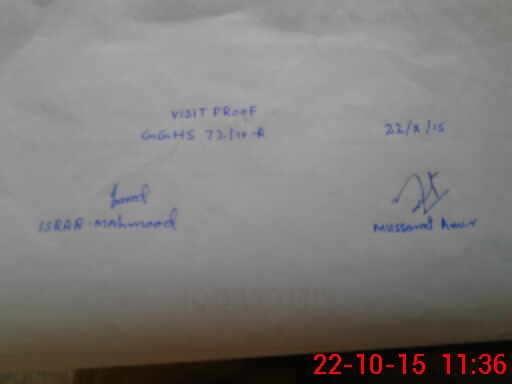 VISIT PROOF
GGHS 72/10-R
22/X/15
ISRAR Mahmood
Mussarat Amir
22-10-15 11:36